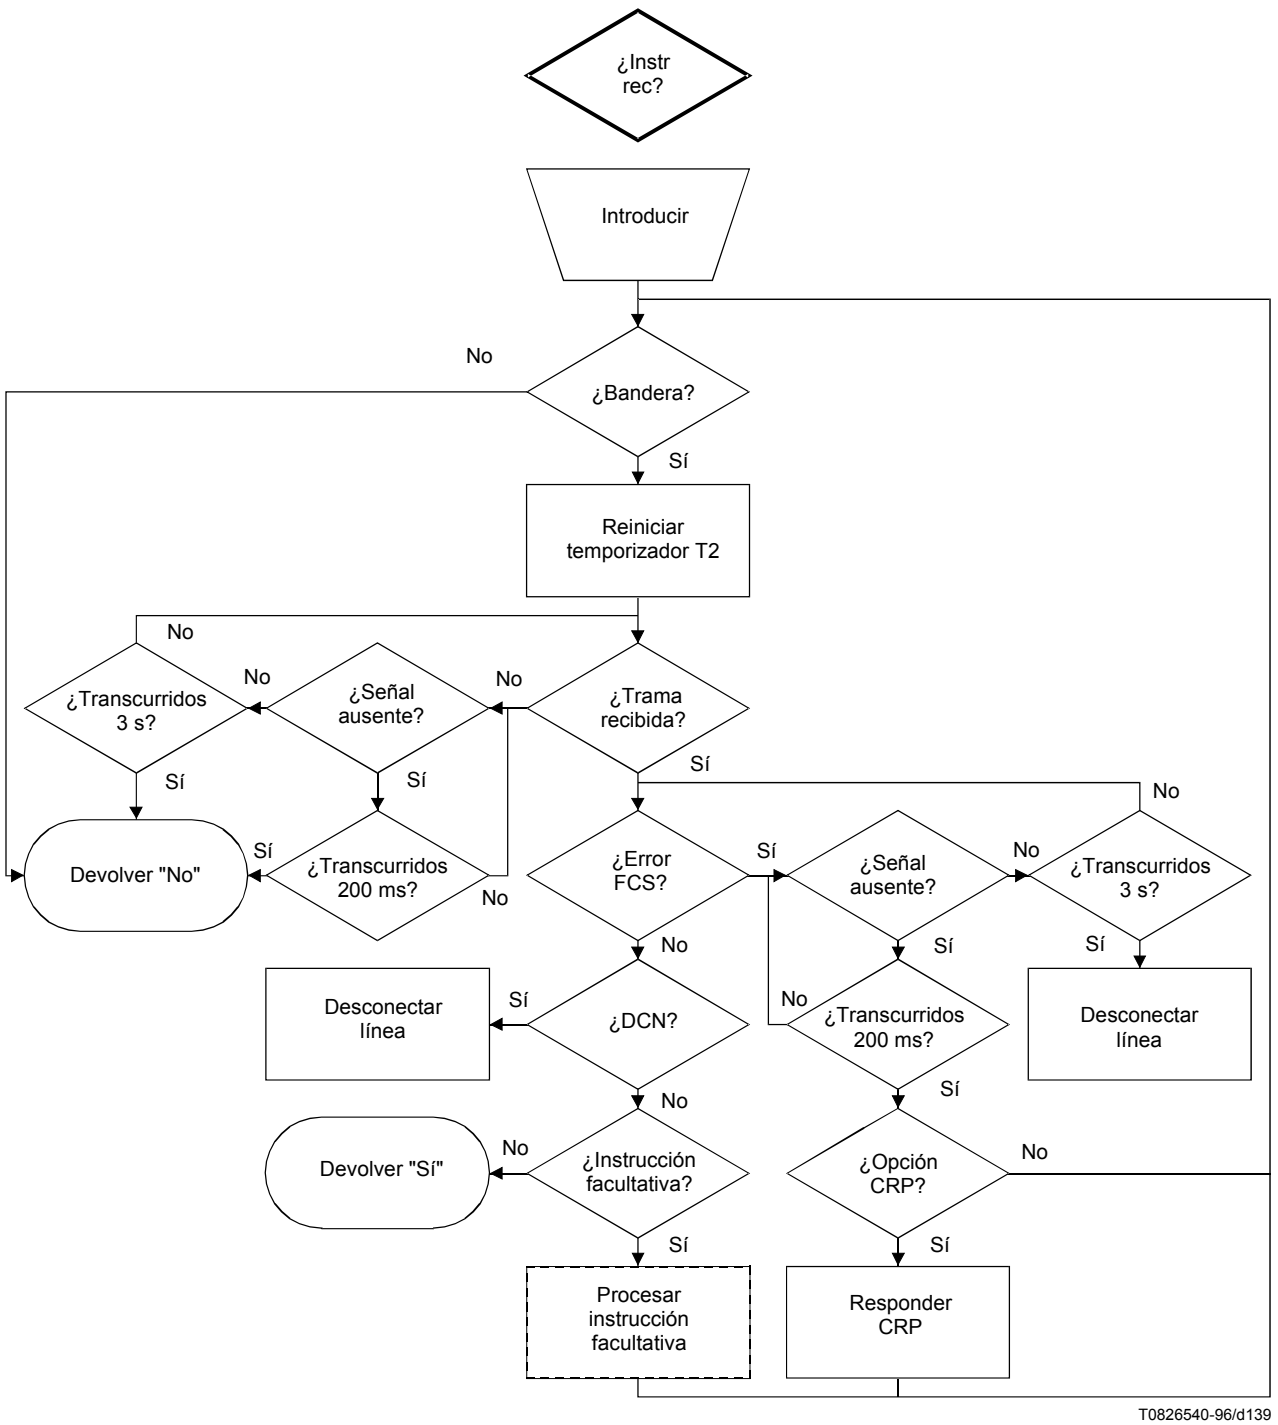 ¿Instr
rec?
Introducir
No
¿Bandera?
Sí
Reiniciar
temporizador T2
No
No
No
¿Transcurridos
3 s?
¿Señal
ausente?
¿Trama
recibida?
Sí
Sí
Sí
No
Devolver "No"
Sí
¿Transcurridos
200 ms?
No
¿Error
FCS?
Sí
¿Señal
ausente?
No
¿Transcurridos
3 s?
No
Sí
Sí
Desconectar
línea
Sí
¿DCN?
No
¿Transcurridos
200 ms?
Desconectar
línea
No
Sí
Devolver "Sí"
No
¿Instrucción
facultativa?
¿Opción
CRP?
No
Sí
Sí
Procesar
instrucción
facultativa
Responder
CRP
T0826540-96/d139